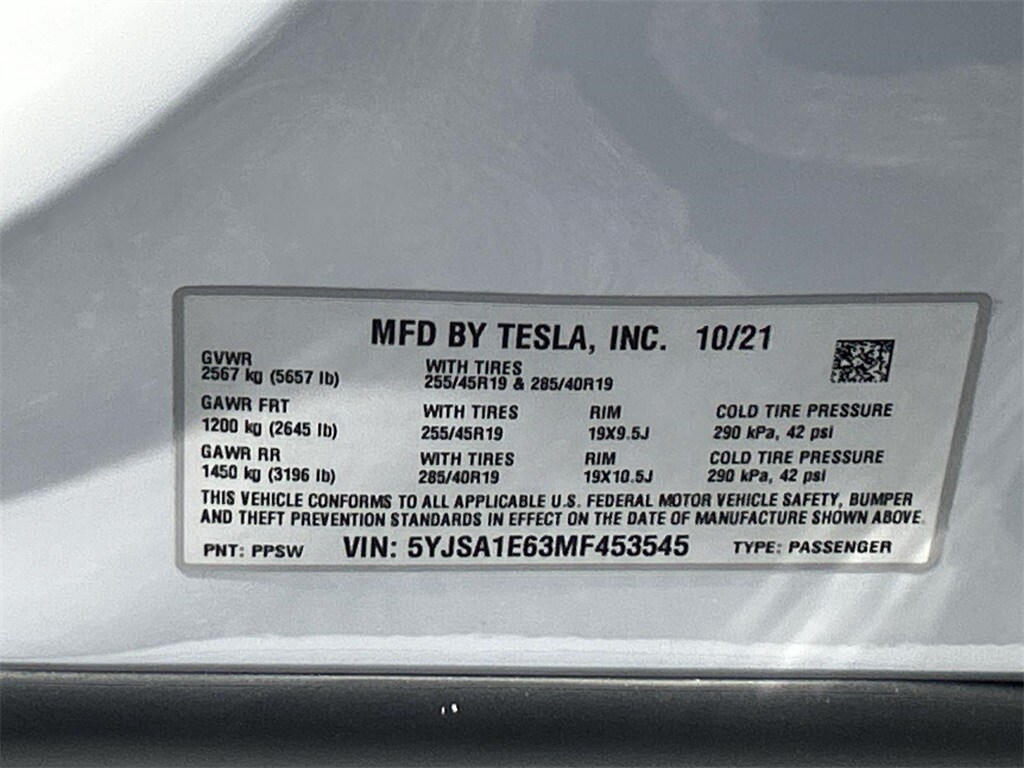 MFD BY TESLA, INC. 10/21
GVWR
2567 kg (5657 lb)
WITH TIRES
255/45R19 & 285/40R19
GAWR FRT WITH TIRES RIM COLD TIRE PRESSURE
1200 kg (2645 lb) 255/45R19 19X9.5J 290 kPa, 42 psi
GAWR RR WITH TIRES RIM COLD TIRE PRESSURE
1450 kg (3196 lb) 285/40R19 19X10.5J 290 kPa, 42 psi
THIS VEHICLE CONFORMS TO ALL APPLICABLE U.S. FEDERAL MOTOR VEHICLE SAFETY, BUMPER
AND THEFT PREVENTION STANDARDS IN EFFECT ON THE DATE OF MANUFACTURE SHOWN ABOVE.
PNT: PPSW VIN: 5YJSA1E63MF453545 TYPE: PASSENGER